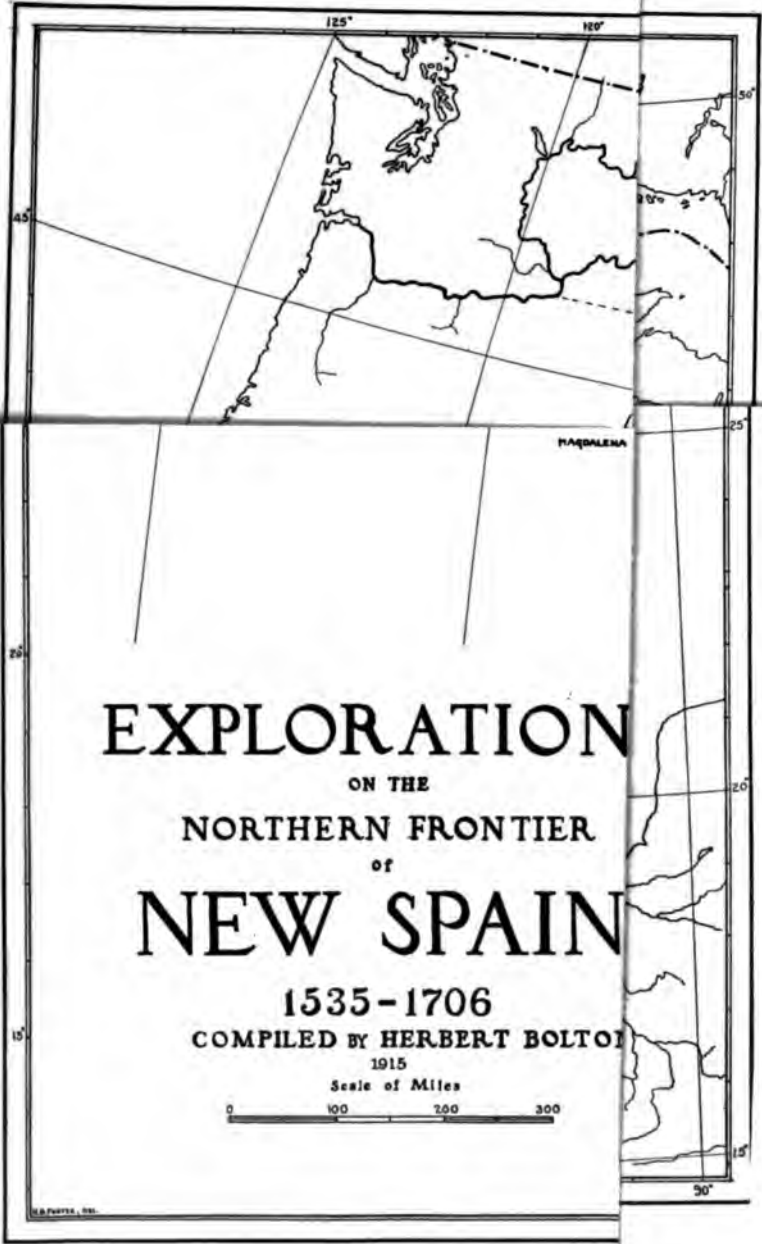 125°
120°
50°
45°
MAGDALENA
25°
20°
EXPLORATION
ON THE
NORTHERN FRONTIER
of
NEW SPAIN
20°
1535-1706
COMPILED BY HERBERT BOLTO
1915
Scale of Miles
0 100 200 300
15°
15°
90°